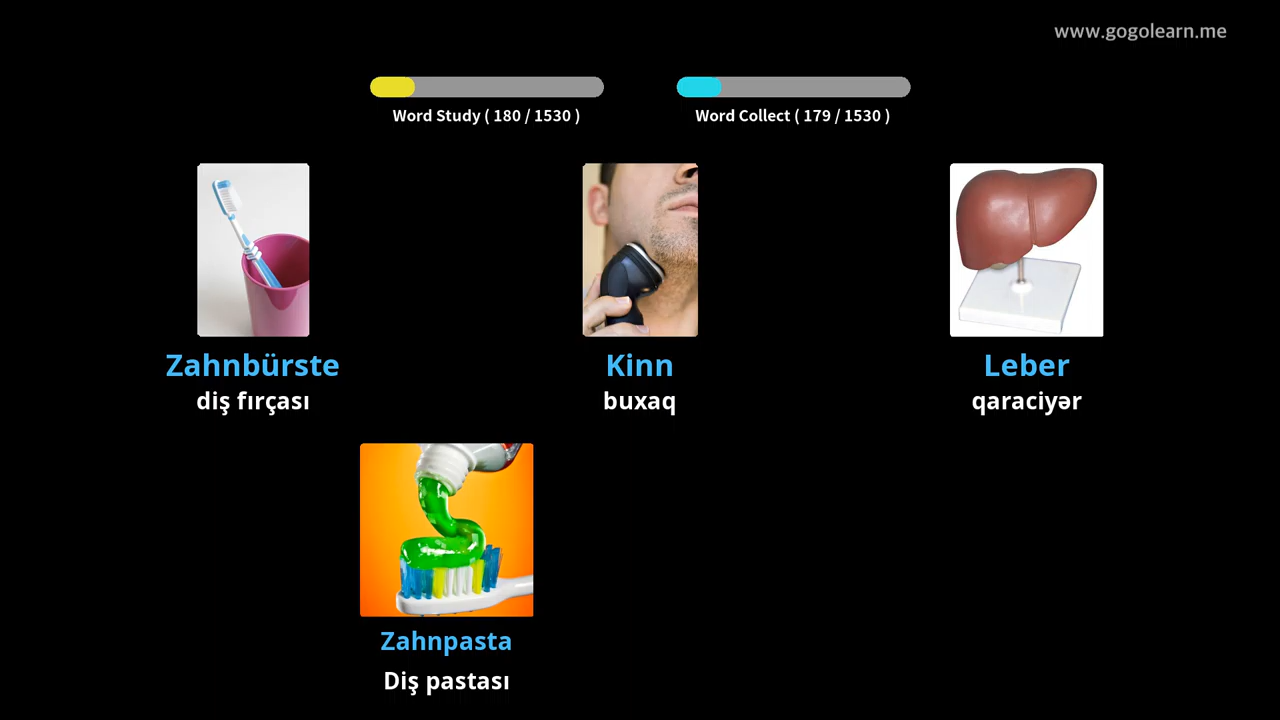 www.gogolearn.me
Word Study ( 180 / 1530 )
Word Collect ( 179 / 1530 )
Zahnbürste
diş fırçası
Kinn
buxaq
Leber
qaraciyər
Zahnpasta
Diş pastası